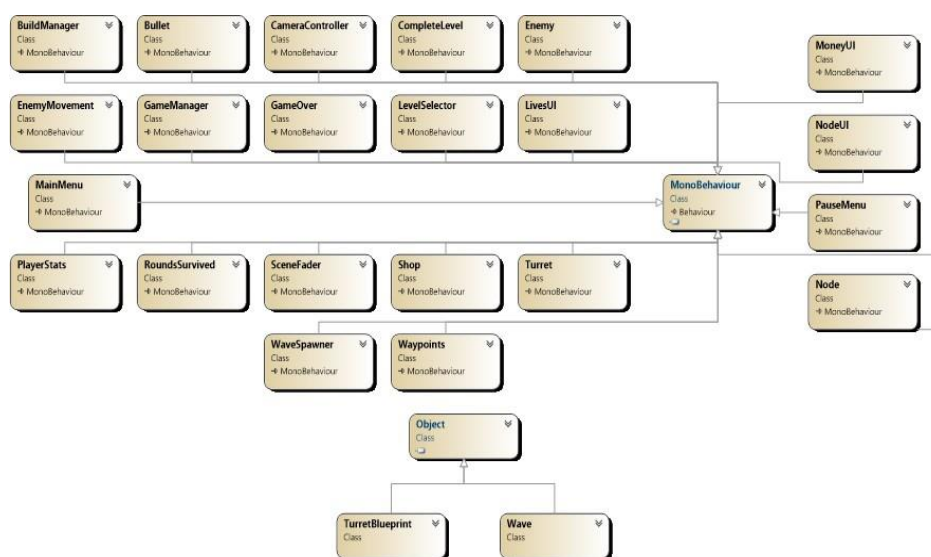 BuildManager
Class
MonoBehaviour
Bullet
Class
MonoBehaviour
CameraController
Class
MonoBehaviour
CompleteLevel
Class
MonoBehaviour
Enemy
Class
MonoBehaviour
MoneyUI
Class
MonoBehaviour
EnemyMovement
Class
MonoBehaviour
GameManager
Class
MonoBehaviour
GameOver
Class
MonoBehaviour
LevelSelector
Class
MonoBehaviour
LivesUI
Class
MonoBehaviour
NodeUI
Class
MonoBehaviour
MainMenu
Class
MonoBehaviour
MonoBehaviour
Class
Behaviour
PauseMenu
Class
MonoBehaviour
PlayerStats
Class
MonoBehaviour
RoundsSurvived
Class
MonoBehaviour
SceneFader
Class
MonoBehaviour
Shop
Class
MonoBehaviour
Turret
Class
MonoBehaviour
Node
Class
MonoBehaviour
WaveSpawner
Class
MonoBehaviour
Waypoints
Class
MonoBehaviour
Object
Class
TurretBlueprint
Class
Wave
Class